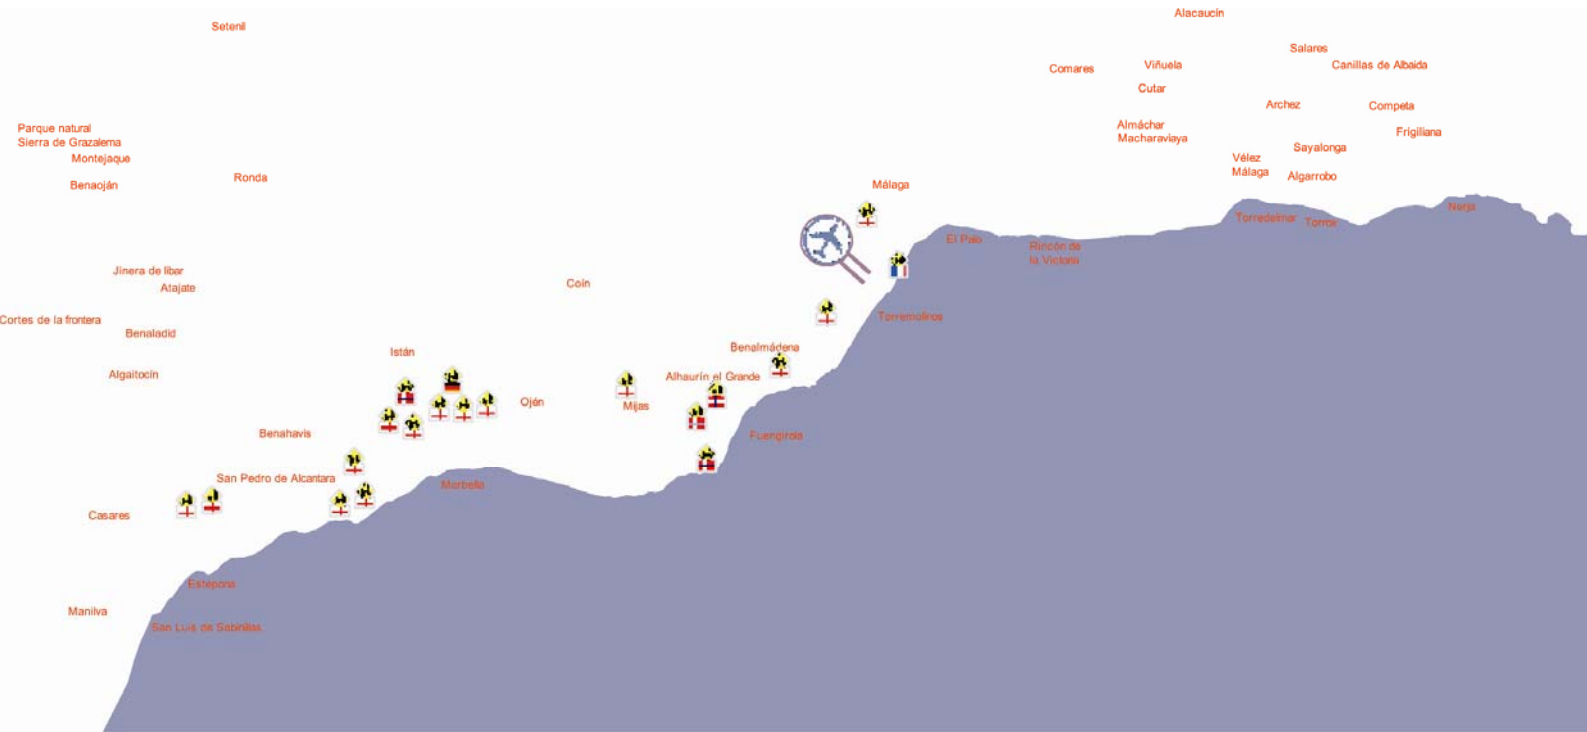 Alacaucín
Setenil
Salares
Comares
Viñuela
Canillas de Albaida
Cutar
Archez
Competa
Almáchar
Macharaviaya
Frigiliana
Parque natural
Sierra de Grazalema
Montejaque
Sayalonga
Vélez
Málaga
Algarrobo
Ronda
Benaoján
Málaga
Nerja
Torredelmar
Torrox
El Palo
Rincón de
la Victoria
Jinera de líbar
Atajate
Coín
Cortes de la frontera
Torremolinos
Benaladid
Benalmádena
Istán
Algaitocín
Alhaurín el Grande
Ojén
Mijas
Benahavis
Fuengirola
San Pedro de Alcantara
Marbella
Casares
Estepona
Manilva
San Luis de Sabinillas